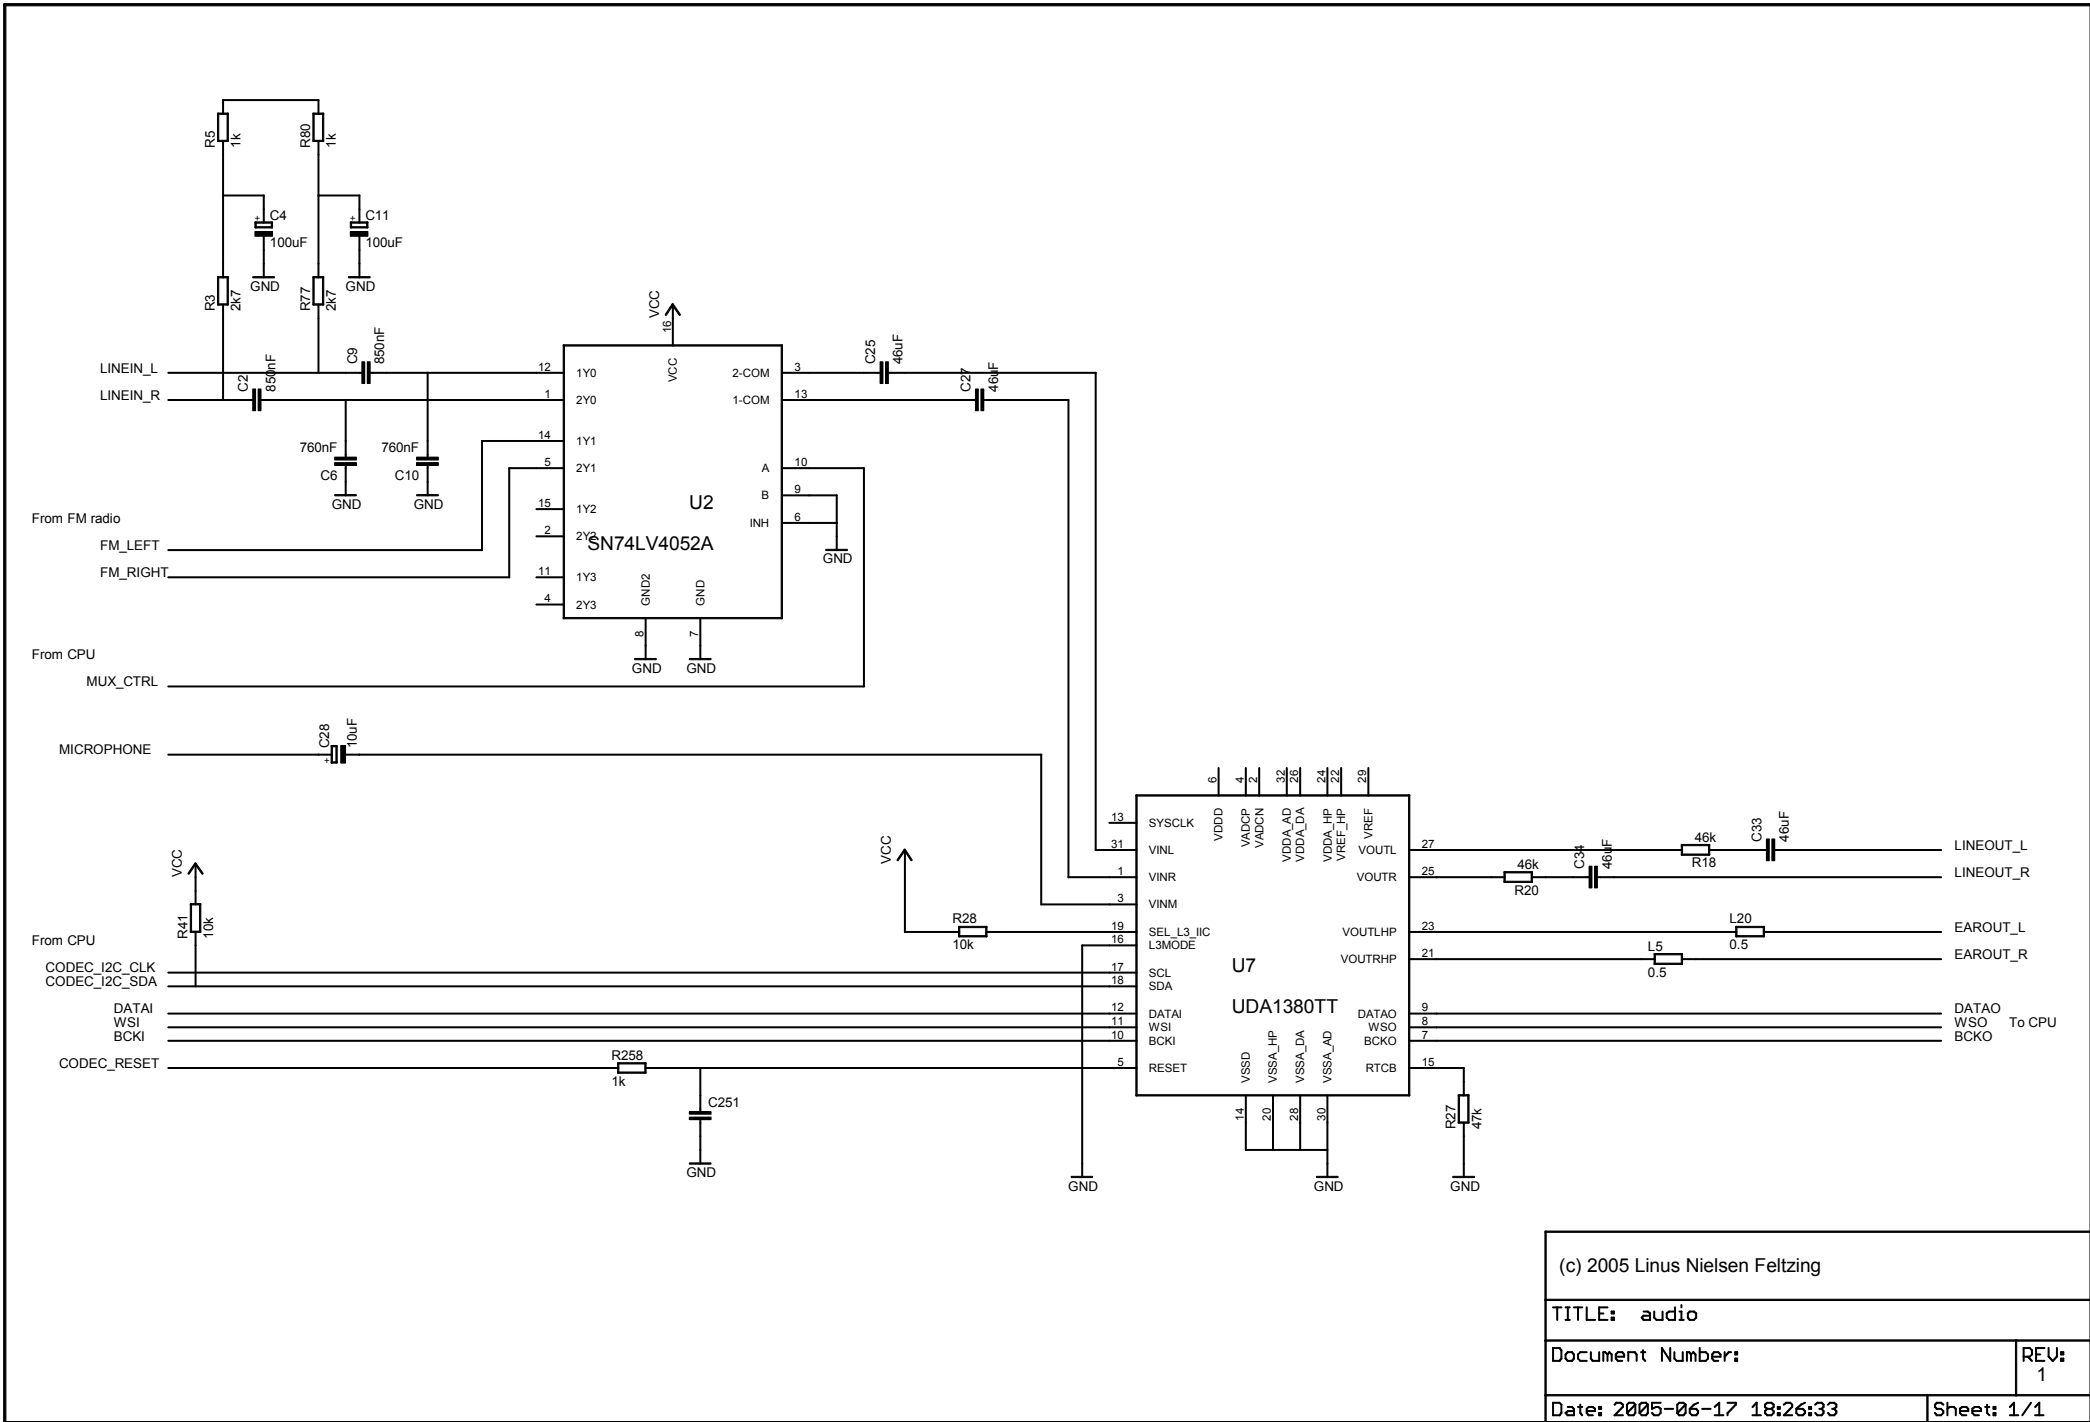 R5
1k
R80
1k
C4
100uF
GND
C11
100uF
GND
R3
2k7
R77
2k7
LINEIN_L
LINEIN_R
C9
850nF
C2
850nF
760nF
C6
GND
760nF
C10
GND
From FM radio
FM_LEFT
FM_RIGHT
From CPU
MUX_CTRL
VCC
16
VCC
12 1Y0
1 2Y0
14 1Y1
5 2Y1
15 1Y2
2 2Y2
11 1Y3
4 2Y3
2-COM 3
1-COM 13
A 10
B 9
INH 6
GND
U2
SN74LV4052A
GND2
GND
8
7
GND
GND
C25
46uF
C27
46uF
MICROPHONE
C28
10uF
VCC
R41
10k
From CPU
CODEC_I2C_CLK
CODEC_I2C_SDA
DATAI
WSI
BCKI
CODEC_RESET
R258
1k
C251
GND
VCC
R28
10k
GND
6
4
2
32
26
24
22
29
VDDD
VADCP
VADCN
VDDA_AD
VDDA_DA
VDDA_HP
VREF_HP
VREF
13 SYSCLK
31 VINL
1 VINR
3 VINM
19 SEL_L3_IIC
16 L3MODE
17 SCL
18 SDA
12 DATAI
11 WSI
10 BCKI
5 RESET
U7
UDA1380TT
VOUTL 27
VOUTR 25
VOUTLHP 23
VOUTRHP 21
DATAO 9
WSO 8
BCKO 7
RTCB 15
VSSD
VSSA_HP
VSSA_DA
VSSA_AD
14
20
28
30
GND
R27
47k
GND
46k
R18
C33
46uF
LINEOUT_L
46k
R20
C34
46uF
LINEOUT_R
L20
0.5
EAROUT_L
L5
0.5
EAROUT_R
DATAO
WSO To CPU
BCKO
(c) 2005 Linus Nielsen Feltzing
TITLE: audio
Document Number:
REV:
1
Date: 2005-06-17 18:26:33
Sheet: 1/1